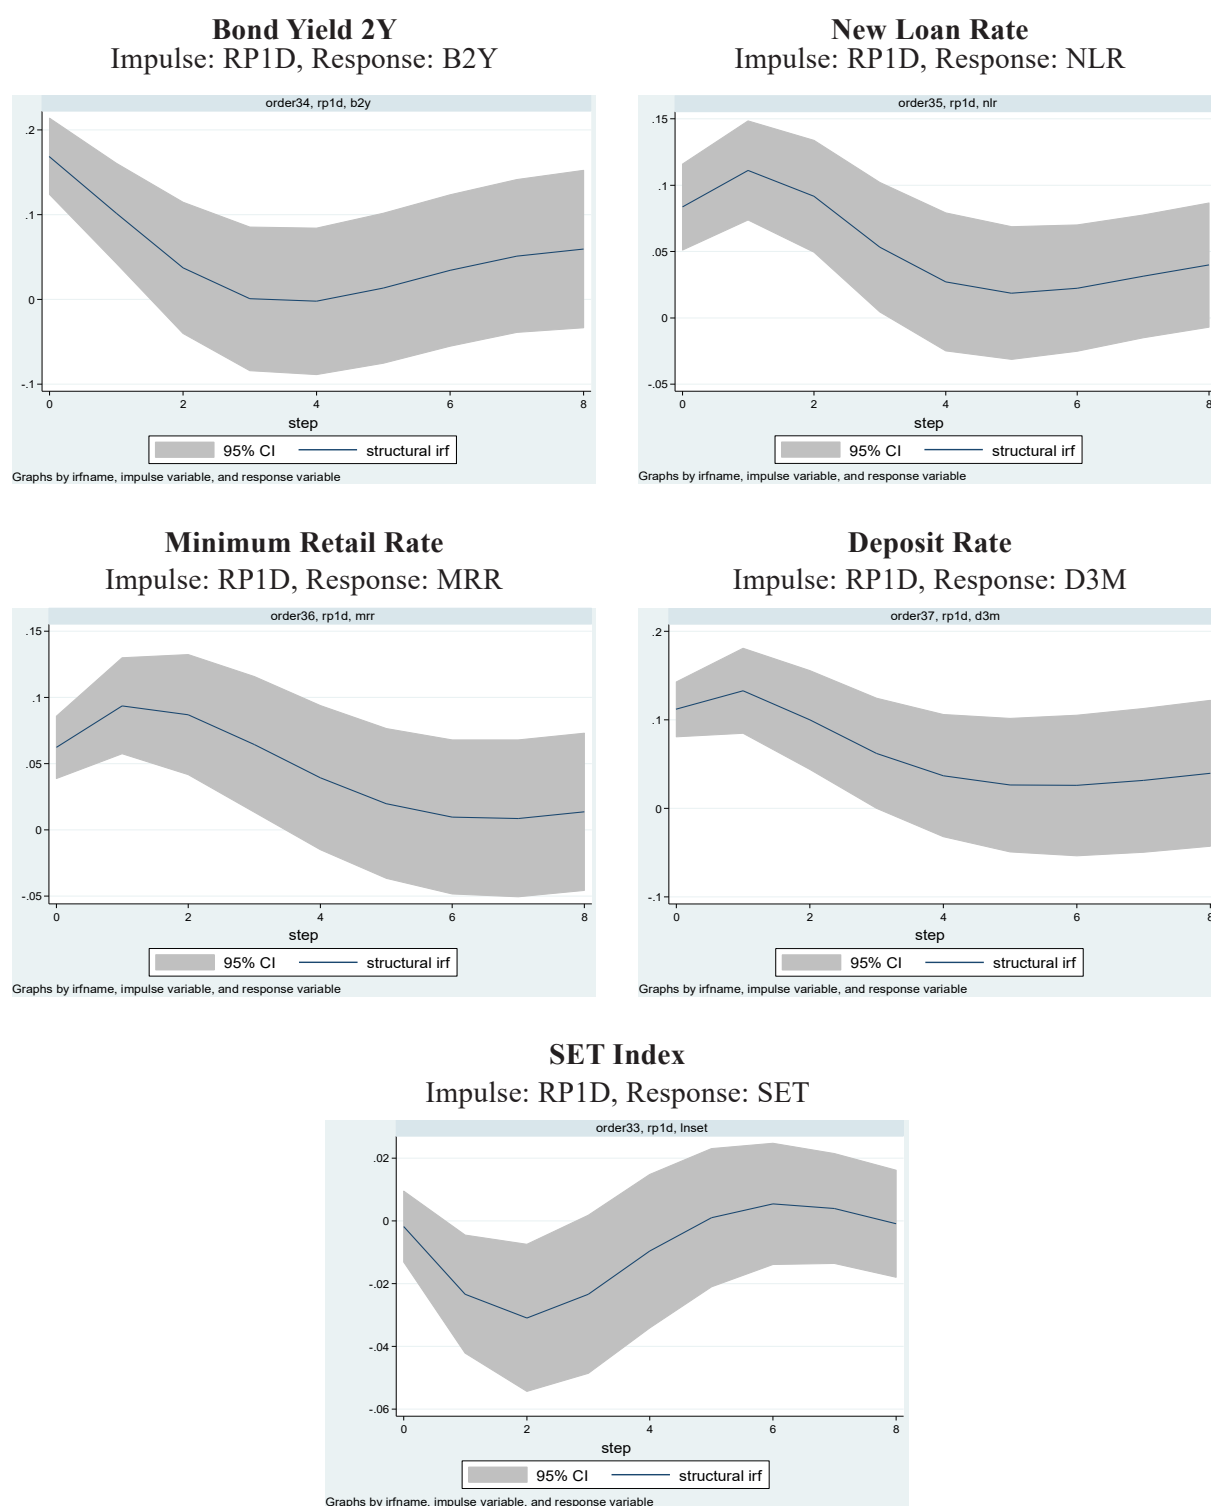 Bond Yield 2Y
Impulse: RP1D, Response: B2Y
order34, rp1d, b2y
.2
.1
0
-.1
0 2 4 6 8
step
95% CI structural irf
Graphs by irfname, impulse variable, and response variable
New Loan Rate
Impulse: RP1D, Response: NLR
order35, rp1d, nlr
.15
.1
.05
0
-.05
0 2 4 6 8
step
95% CI structural irf
Graphs by irfname, impulse variable, and response variable
Minimum Retail Rate
Impulse: RP1D, Response: MRR
order36, rp1d, mrr
.15
.1
.05
0
-.05
0 2 4 6 8
step
95% CI structural irf
Graphs by irfname, impulse variable, and response variable
Deposit Rate
Impulse: RP1D, Response: D3M
order37, rp1d, d3m
.2
.1
0
-.1
0 2 4 6 8
step
95% CI structural irf
Graphs by irfname, impulse variable, and response variable
SET Index
Impulse: RP1D, Response: SET
order33, rp1d, lnset
.02
0
-.02
-.04
-.06
0 2 4 6 8
step
95% CI structural irf
Graphs by irfname, impulse variable, and response variable